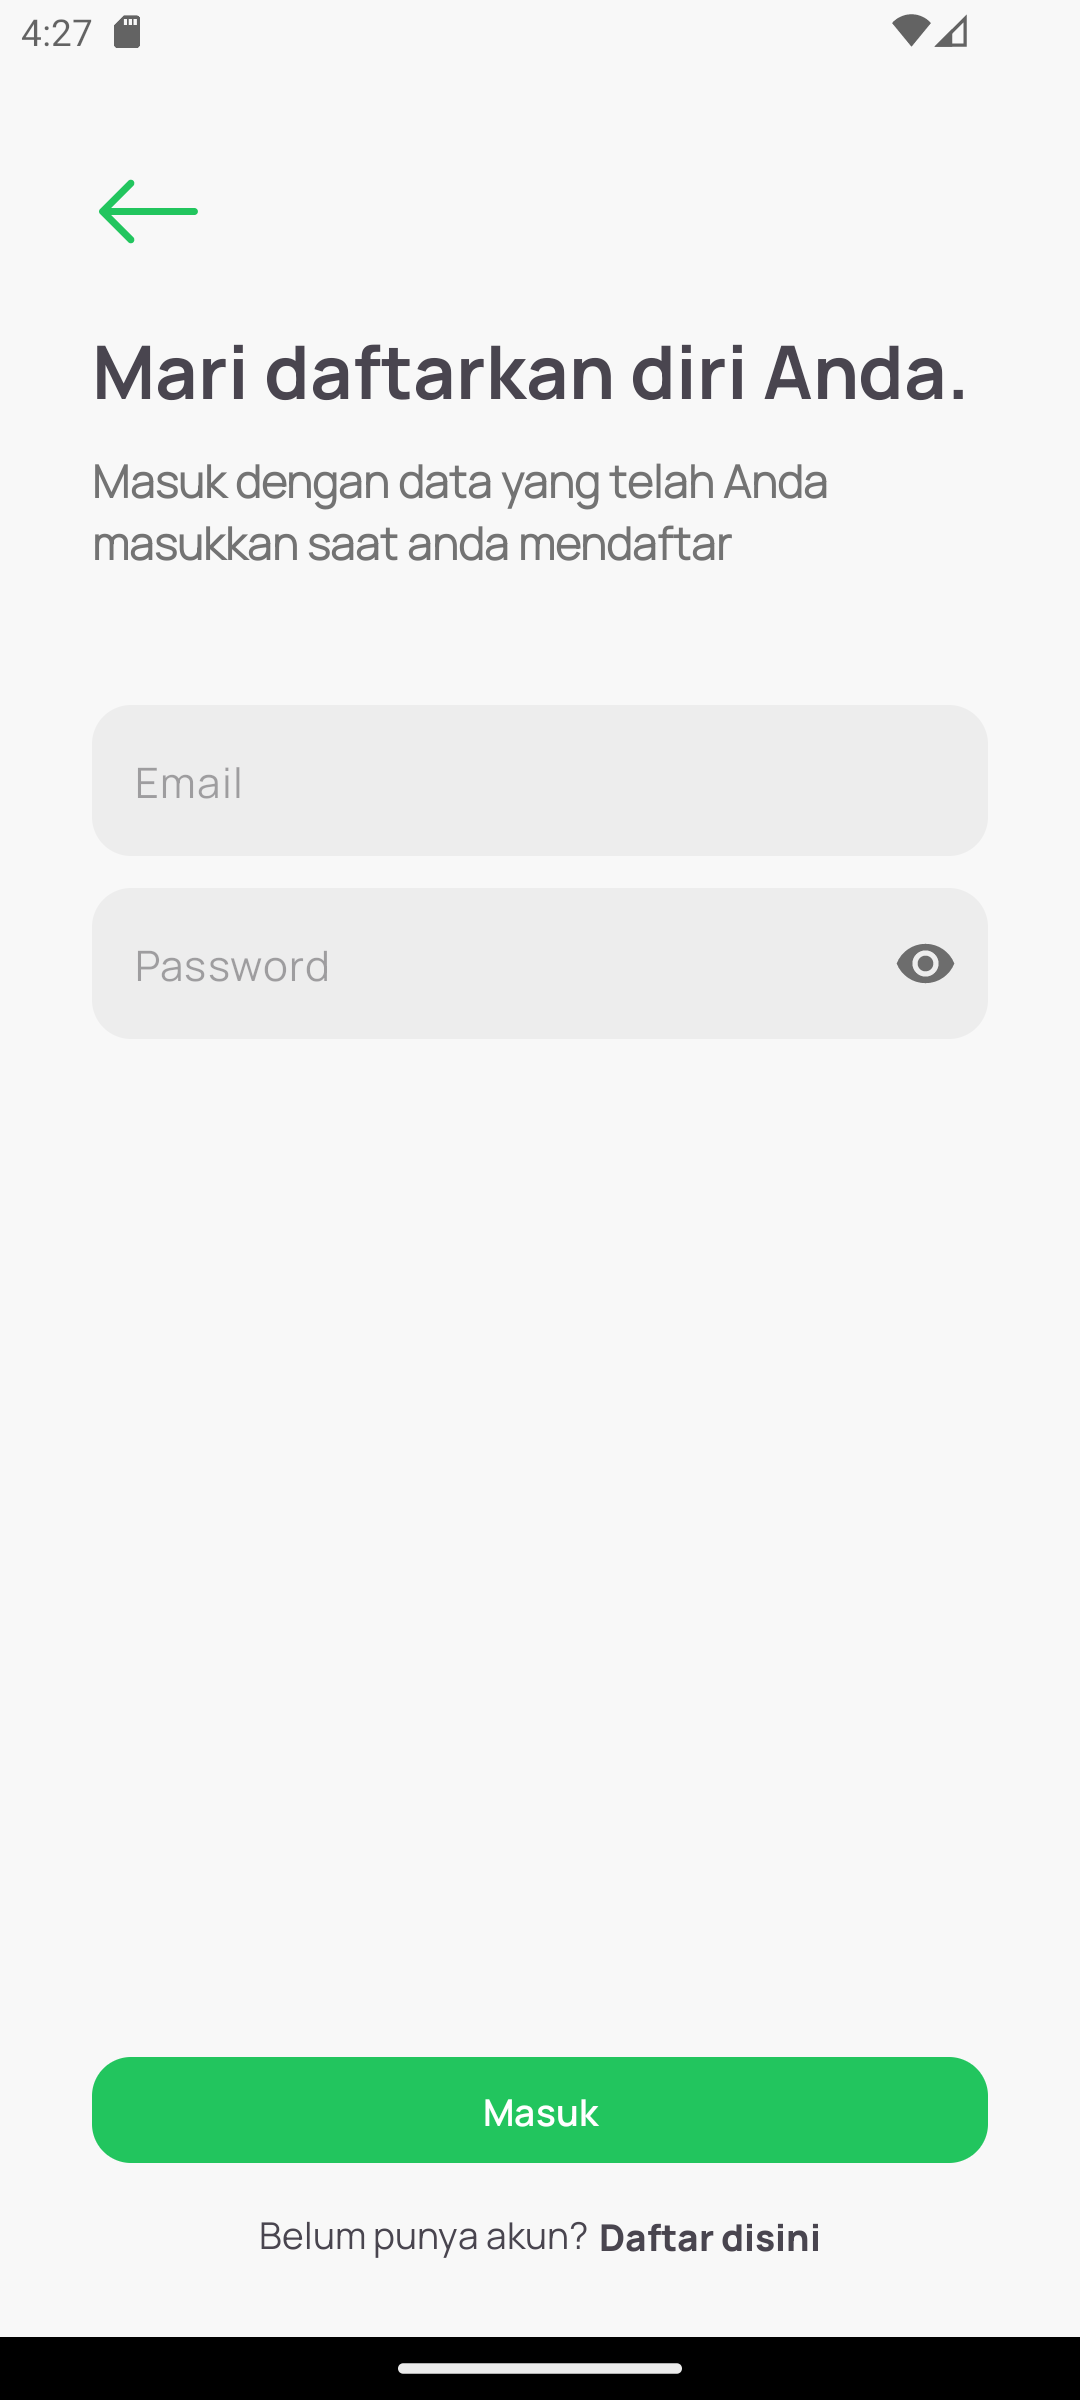 4:27
Mari daftarkan diri Anda.
Masuk dengan data yang telah Anda
masukkan saat anda mendaftar
Email
Password
Masuk
Belum punya akun? Daftar disini